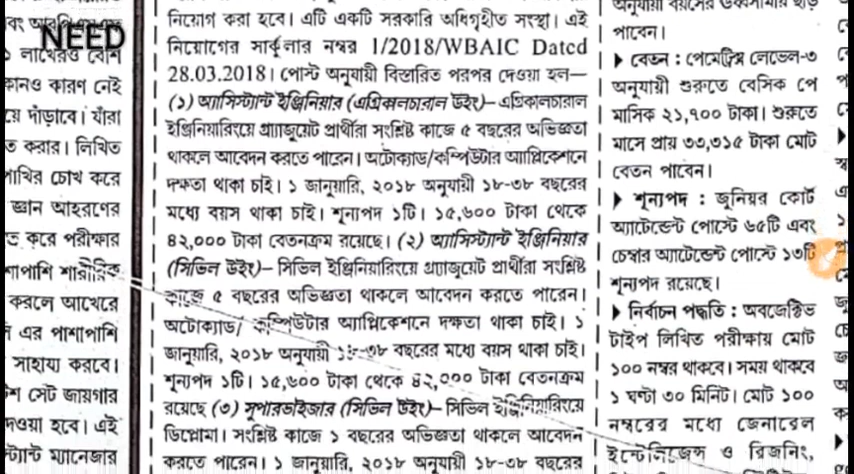 বং আরপিএসএফ
১ লাখেরও বেশি
কানও কারণ নেই
য়ে দাঁড়াবে। যাঁরা
ত করার। লিখিত
পাখির চোখ করে
জ্ঞান আহরণের
ত করে পরীক্ষার
শাপাশি শারীরিক
করলে আখেরে
র পাশাপাশি
সাহায্য করবে।
শ সেট জায়গার
দওয়া হবে। এই
স্ট্যান্ট ম্যানেজার
NEED
নিয়োগ করা হবে। এটি একটি সরকারি অধিগৃহীত সংস্থা। এই
নিয়োগের সার্কুলার নম্বর 1/2018/WBAIC Dated
28.03.2018। পোস্ট অনুযায়ী বিস্তারিত পরপর দেওয়া হল—
(১) অ্যাসিস্ট্যান্ট ইঞ্জিনিয়ার (এগ্রিকালচারাল উইং)– এগ্রিকালচারাল
ইঞ্জিনিয়ারিংয়ে গ্র্যাজুয়েট প্রার্থীরা সংশ্লিষ্ট কাজে ৫ বছরের অভিজ্ঞতা
থাকলে আবেদন করতে পারেন। অটোক্যাড/কম্পিউটার অ্যাপ্লিকেশনে
দক্ষতা থাকা চাই। ১ জানুয়ারি, ২০১৮ অনুযায়ী ১৮-৩৮ বছরের
মধ্যে বয়স থাকা চাই। শূন্যপদ ১টি। ১৫,৬০০ টাকা থেকে
৪২,০০০ টাকা বেতনক্রম রয়েছে। (২) অ্যাসিস্ট্যান্ট ইঞ্জিনিয়ার
(সিভিল উইং)– সিভিল ইঞ্জিনিয়ারিংয়ে গ্র্যাজুয়েট প্রার্থীরা সংশ্লিষ্ট
কাজে ৫ বছরের অভিজ্ঞতা থাকলে আবেদন করতে পারেন।
অটোক্যাড/ কম্পিউটার অ্যাপ্লিকেশনে দক্ষতা থাকা চাই। ১
জানুয়ারি, ২০১৮ অনুযায়ী ১৮-৩৮ বছরের মধ্যে বয়স থাকা চাই।
শূন্যপদ ১টি। ১৫,৬০০ টাকা থেকে ৪২,০০০ টাকা বেতনক্রম
রয়েছে (৩) সুপারভাইজার (সিভিল উইং)– সিভিল ইঞ্জিনিয়ারিংয়ে
ডিপ্লোমা। সংশ্লিষ্ট কাজে ১ বছরের অভিজ্ঞতা থাকলে আবেদন
করতে পারেন। ১ জানুয়ারি, ২০১৮ অনুযায়ী ১৮-৩৮ বছরের
অনুযায়ী বয়সের ঊর্ধ্বসীমায় ছাড়
পাবেন।
▶ বেতন : পেমেট্রিক্স লেভেল-৩
অনুযায়ী শুরুতে বেসিক পে
মাসিক ২১,৭০০ টাকা। শুরুতে
মাসে প্রায় ৩৩,৩১৫ টাকা মোট
বেতন পাবেন।
▶ শূন্যপদ : জুনিয়র কোর্ট
অ্যাটেন্ডেন্ট পোস্টে ৬৫টি এবং
চেম্বার অ্যাটেন্ডেন্ট পোস্টে ১৩টি
শূন্যপদ রয়েছে।
▶ নির্বাচন পদ্ধতি : অবজেক্টিভ
টাইপ লিখিত পরীক্ষায় মোট
১০০ নম্বর থাকবে। সময় থাকবে
১ ঘণ্টা ৩০ মিনিট। মোট ১০০
নম্বরের মধ্যে জেনারেল
ইন্টেলিজেন্স ও রিজনিং,